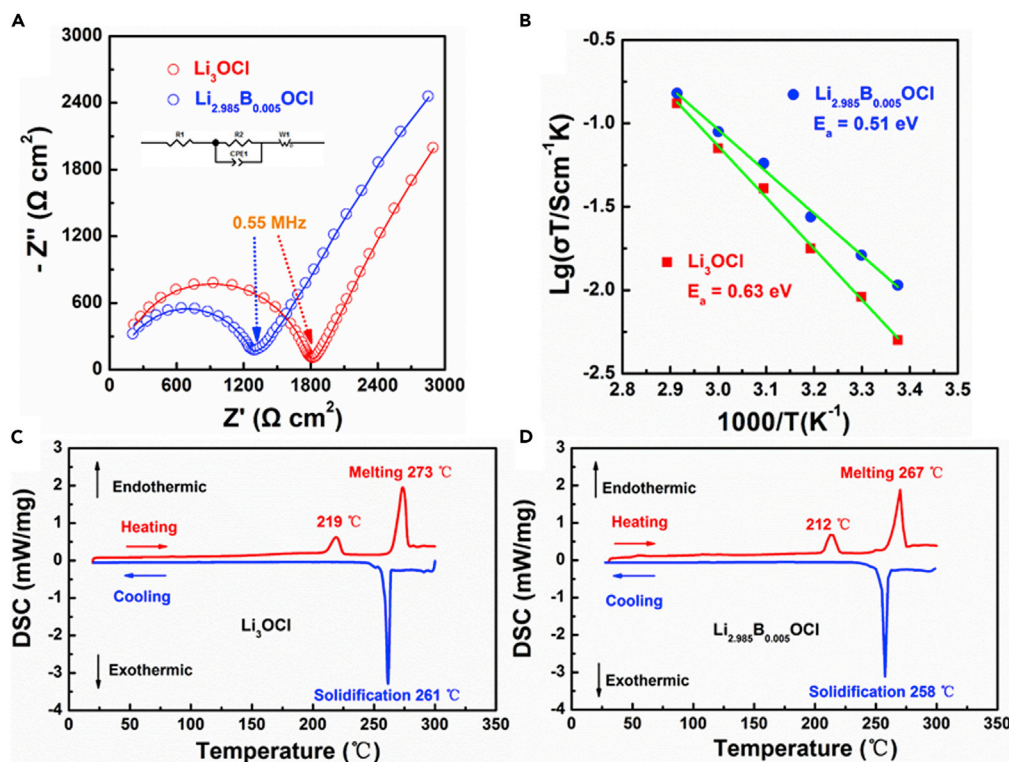 A
3000
2400
1800
1200
600
0
- Z'' (Ω cm²)
Li₃OCl
Li₂.₉₈₅B₀.₀₀₅OCl
R1
R2
W1
CPE1
0.55 MHz
0
600
1200
1800
2400
3000
Z' (Ω cm²)
B
-0.5
-1.0
-1.5
-2.0
-2.5
Lg(σT/Scm⁻¹K)
Li₂.₉₈₅B₀.₀₀₅OCl
Eₐ = 0.51 eV
Li₃OCl
Eₐ = 0.63 eV
2.8
2.9
3.0
3.1
3.2
3.3
3.4
3.5
1000/T(K⁻¹)
C
3
2
1
0
-1
-2
-3
-4
DSC (mW/mg)
Endothermic
Melting 273 ℃
219 ℃
Heating
Cooling
Li₃OCl
Exothermic
Solidification 261 ℃
0
50
100
150
200
250
300
Temperature (℃)
D
3
2
1
0
-1
-2
-3
-4
DSC (mW/mg)
Endothermic
Melting 267 ℃
212 ℃
Heating
Cooling
Li₂.₉₈₅B₀.₀₀₅OCl
Exothermic
Solidification 258 ℃
0
50
100
150
200
250
300
Temperature (℃)